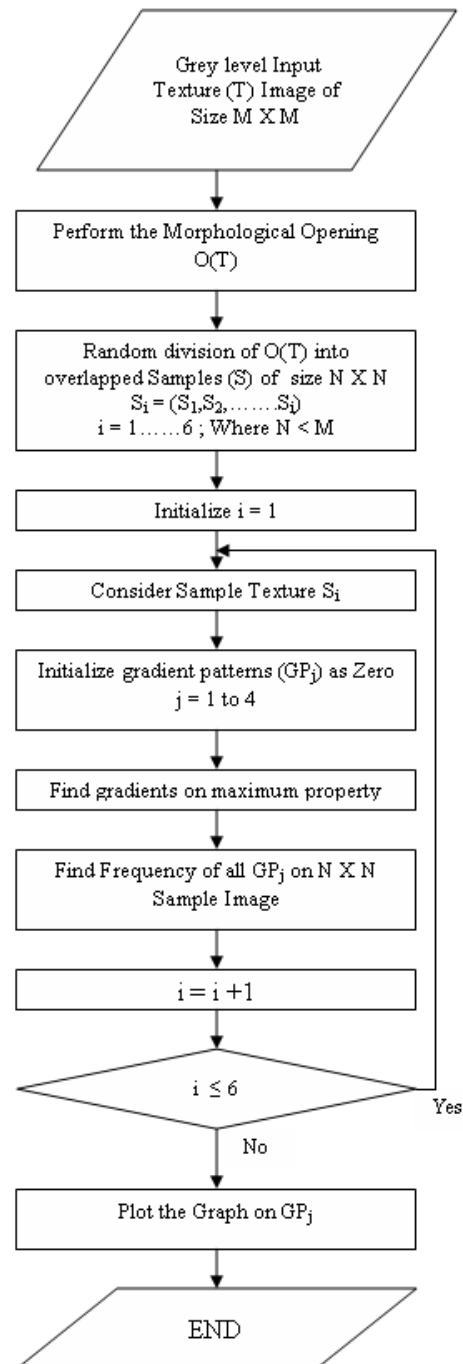 Grey level Input
Texture (T) Image of
Size M X M
Perform the Morphological Opening
O(T)
Random division of O(T) into
overlapped Samples (S) of size N X N
Si = (S1,S2,.......Si)
i = 1......6 ; Where N < M
Initialize i = 1
Consider Sample Texture Si
Initialize gradient patterns (GPj) as Zero
j = 1 to 4
Find gradients on maximum property
Find Frequency of all GPj on N X N
Sample Image
i = i +1
i ≤ 6
Yes
No
Plot the Graph on GPj
END